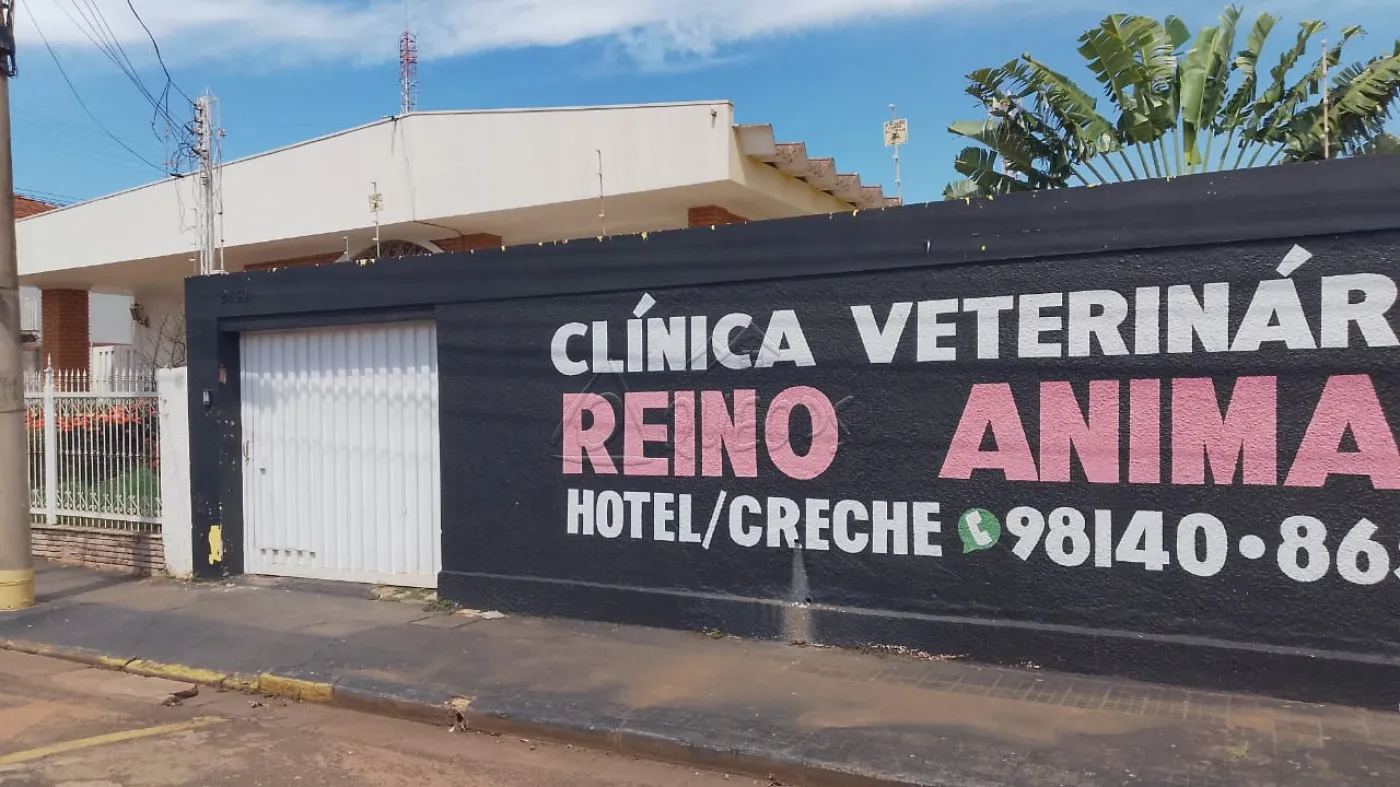 CLÍNICA VETERINÁR
REINO ANIMA
HOTEL/CRECHE 98140·86